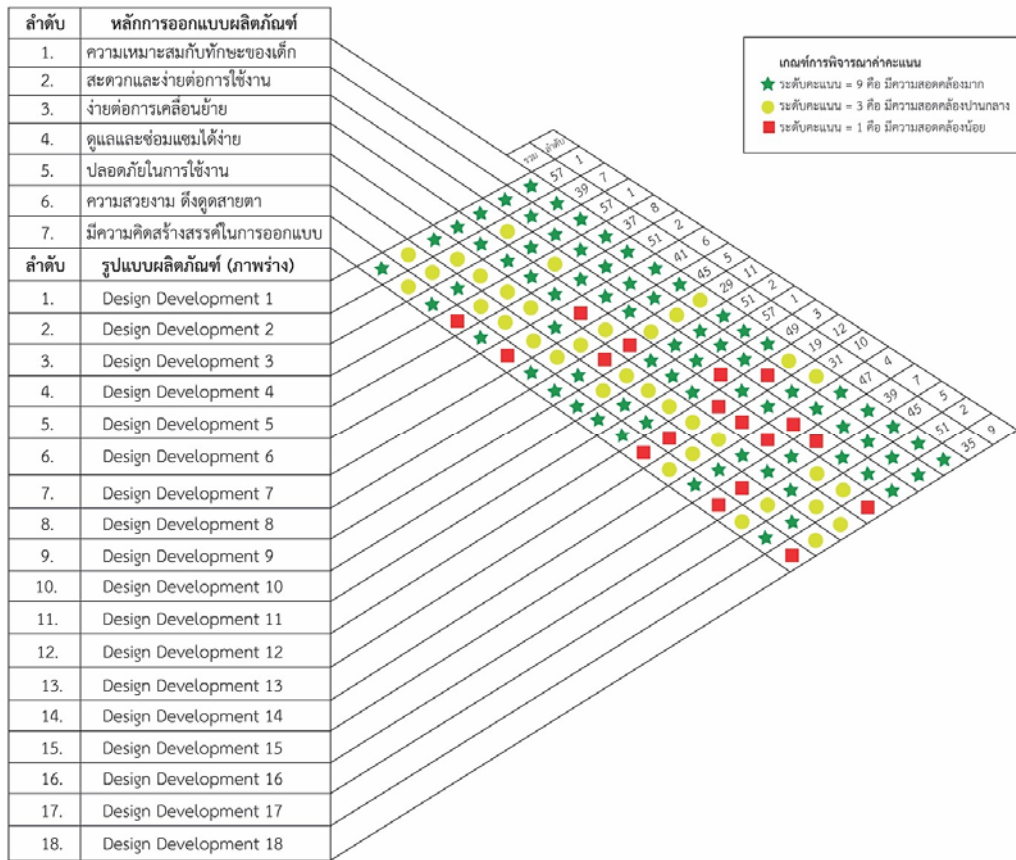 ลำดับ หลักการออกแบบผลิตภัณฑ์
1. ความเหมาะสมกับทักษะของเด็ก
2. สะดวกและง่ายต่อการใช้งาน
3. ง่ายต่อการเคลื่อนย้าย
4. ดูแลและซ่อมแซมได้ง่าย
5. ปลอดภัยในการใช้งาน
6. ความสวยงาม ดึงดูดสายตา
7. มีความคิดสร้างสรรค์ในการออกแบบ
ลำดับ รูปแบบผลิตภัณฑ์ (ภาพร่าง)
1. Design Development 1
2. Design Development 2
3. Design Development 3
4. Design Development 4
5. Design Development 5
6. Design Development 6
7. Design Development 7
8. Design Development 8
9. Design Development 9
10. Design Development 10
11. Design Development 11
12. Design Development 12
13. Design Development 13
14. Design Development 14
15. Design Development 15
16. Design Development 16
17. Design Development 17
18. Design Development 18
เกณฑ์การพิจารณาค่าคะแนน
ระดับคะแนน = 9 คือ มีความสอดคล้องมาก
ระดับคะแนน = 3 คือ มีความสอดคล้องปานกลาง
ระดับคะแนน = 1 คือ มีความสอดคล้องน้อย
รวม ลำดับ
57 1
39 7
57 1
37 8
51 2
41 6
45 5
29 11
51 2
57 1
49 3
19 12
31 10
47 4
39 7
45 5
51 2
35 9